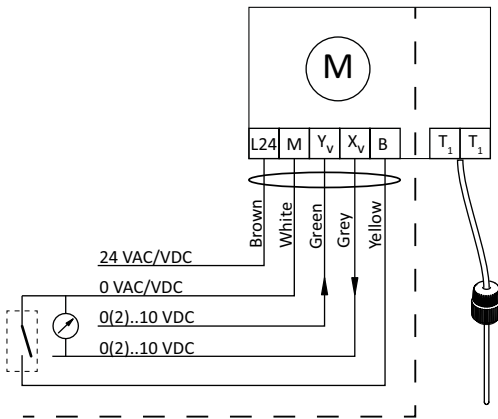 M
L24 M Yv Xv B T1 T1
Brown
White
Green
Grey
Yellow
24 VAC/VDC
0 VAC/VDC
0(2)..10 VDC
0(2)..10 VDC